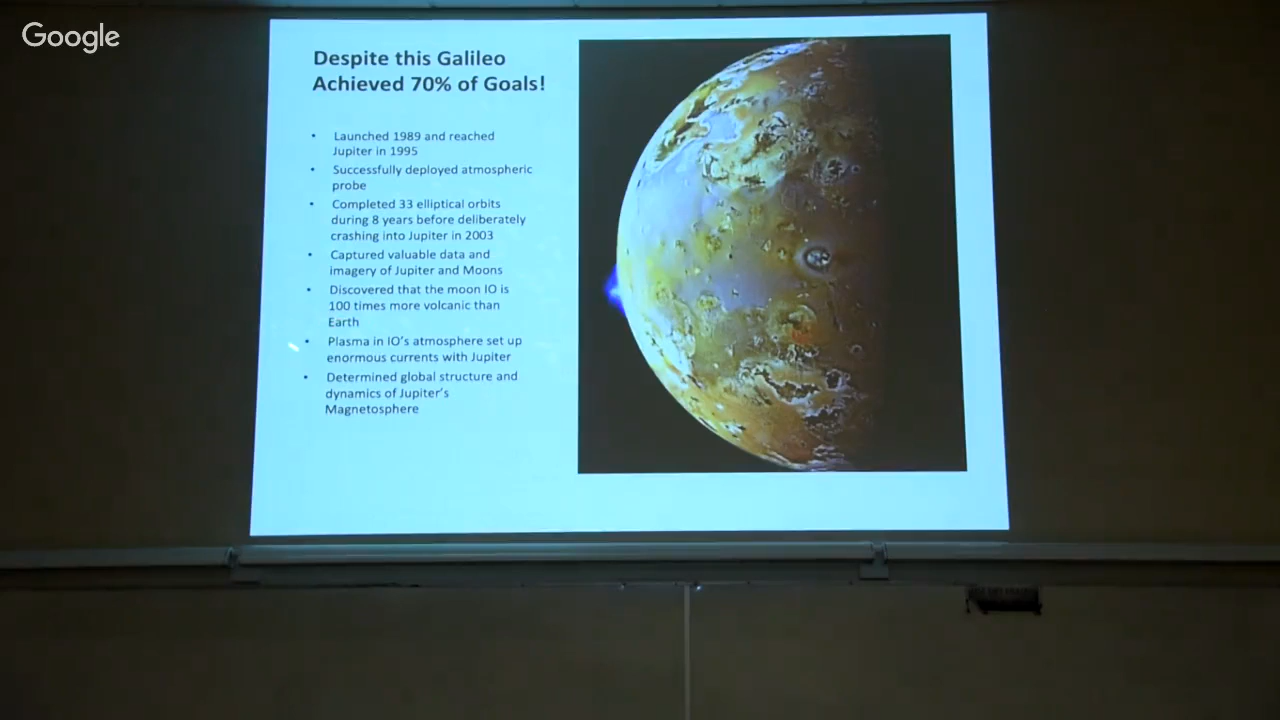 Google
Despite this Galileo
Achieved 70% of Goals!
• Launched 1989 and reached
Jupiter in 1995
• Successfully deployed atmospheric
probe
• Completed 33 elliptical orbits
during 8 years before deliberately
crashing into Jupiter in 2003
• Captured valuable data and
imagery of Jupiter and Moons
• Discovered that the moon IO is
100 times more volcanic than
Earth
• Plasma in IO's atmosphere set up
enormous currents with Jupiter
• Determined global structure and
dynamics of Jupiter's
Magnetosphere